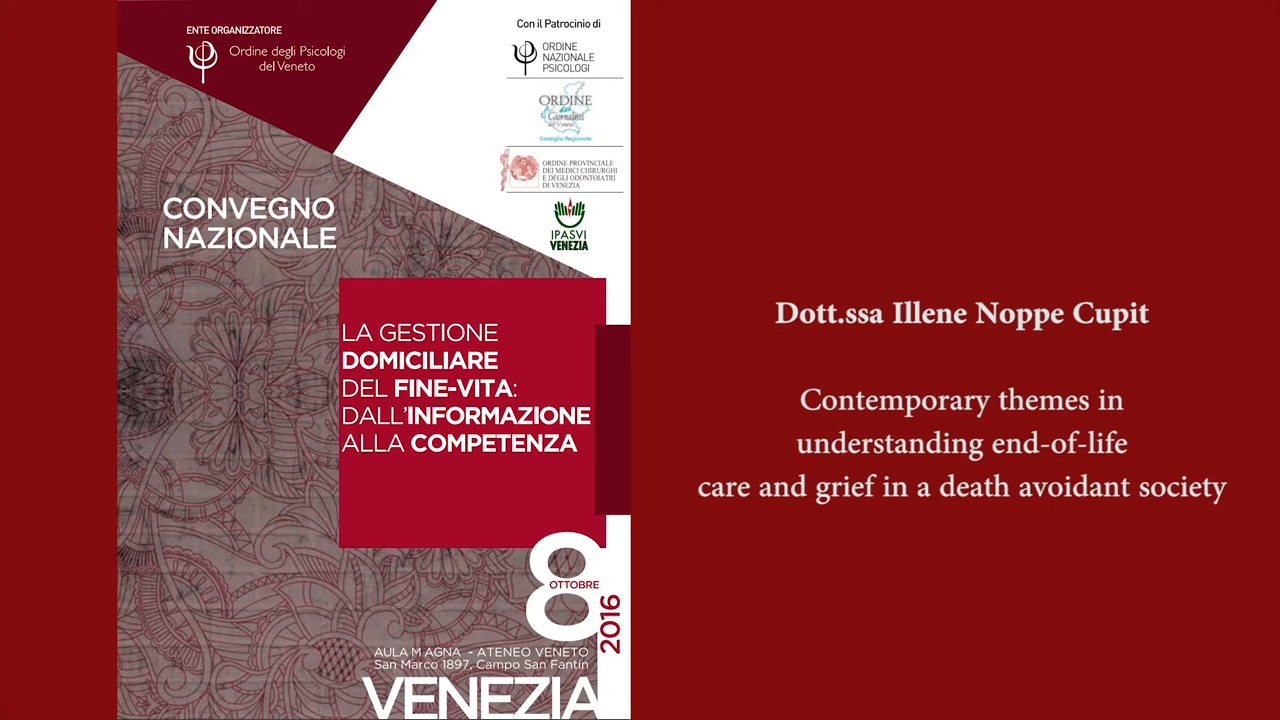 ENTE ORGANIZZATORE
Ordine degli Psicologi
del Veneto
Con il Patrocinio di
ORDINE
NAZIONALE
PSICOLOGI
ORDINE
dei
Giornalisti
del Veneto
Consiglio Regionale
ORDINE PROVINCIALE
DEI MEDICI CHIRURGHI
E DEGLI ODONTOIATRI
DI VENEZIA
IPASVI
VENEZIA
CONVEGNO
NAZIONALE
LA GESTIONE
DOMICILIARE
DEL FINE-VITA:
DALL'INFORMAZIONE
ALLA COMPETENZA
8
OTTOBRE
2016
AULA MAGNA - ATENEO VENETO
San Marco 1897, Campo San Fantin
VENEZIA
Dott.ssa Illene Noppe Cupit
Contemporary themes in
understanding end-of-life
care and grief in a death avoidant society